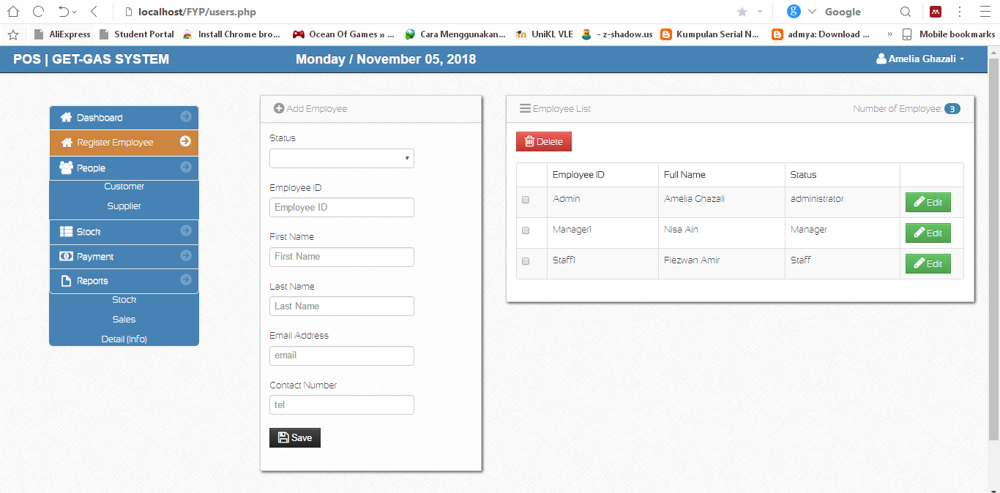 localhost/FYP/users.php
Google
AliExpress Student Portal Install Chrome bro... Ocean Of Games » ... Cara Menggunakan... UniKL VLE - z-shadow.us Kumpulan Serial N... admya: Download ... » Mobile bookmarks
POS | GET-GAS SYSTEM Monday / November 05, 2018 Amelia Ghazali
Dashboard
Register Employee
People
Customer
Supplier
Stock
Payment
Reports
Stock
Sales
Detail (Info)
Add Employee
Status
Employee ID
Employee ID
First Name
First Name
Last Name
Last Name
Email Address
email
Contact Number
tel
Save
Employee List Number of Employee: 3
Delete
Employee ID Full Name Status
Admin Amelia Ghazali administrator Edit
Manager1 Nisa Ain Manager Edit
Staff1 Fiezwan Amir Staff Edit